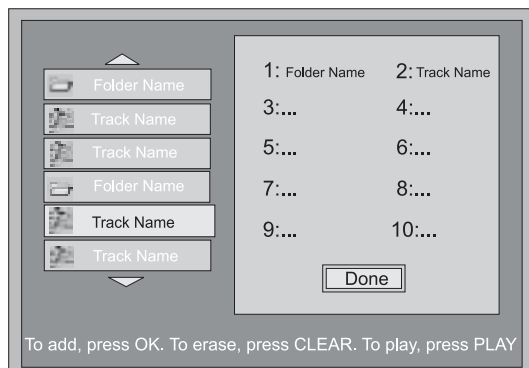 Folder Name
Track Name
Track Name
Folder Name
Track Name
Track Name
1: Folder Name 2: Track Name
3:... 4:...
5:... 6:...
7:... 8:...
9:... 10:...
Done
To add, press OK. To erase, press CLEAR. To play, press PLAY